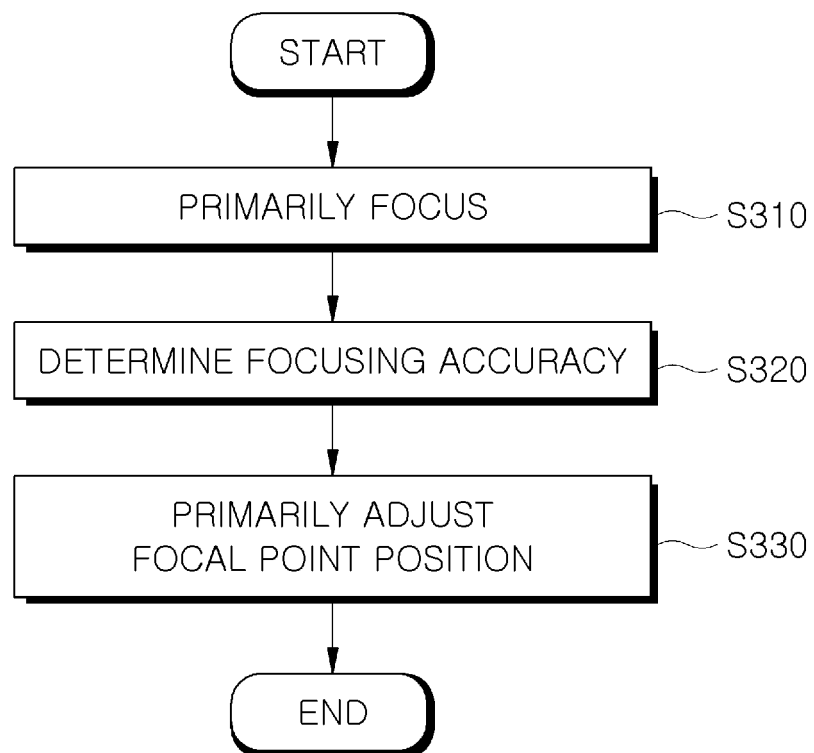 START
PRIMARILY FOCUS
S310
DETERMINE FOCUSING ACCURACY
S320
PRIMARILY ADJUST
FOCAL POINT POSITION
S330
END